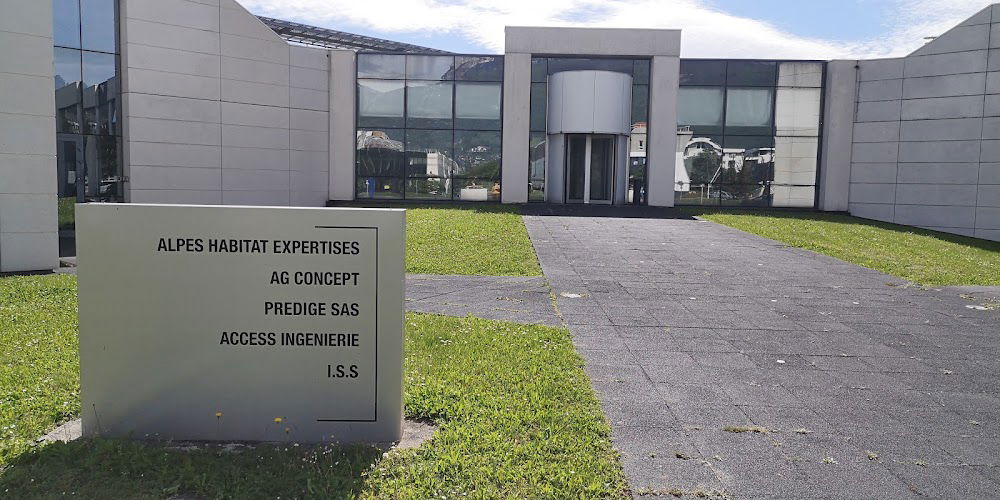 ALPES HABITAT EXPERTISES
AG CONCEPT
PREDIGE SAS
ACCESS INGENIERIE
I.S.S